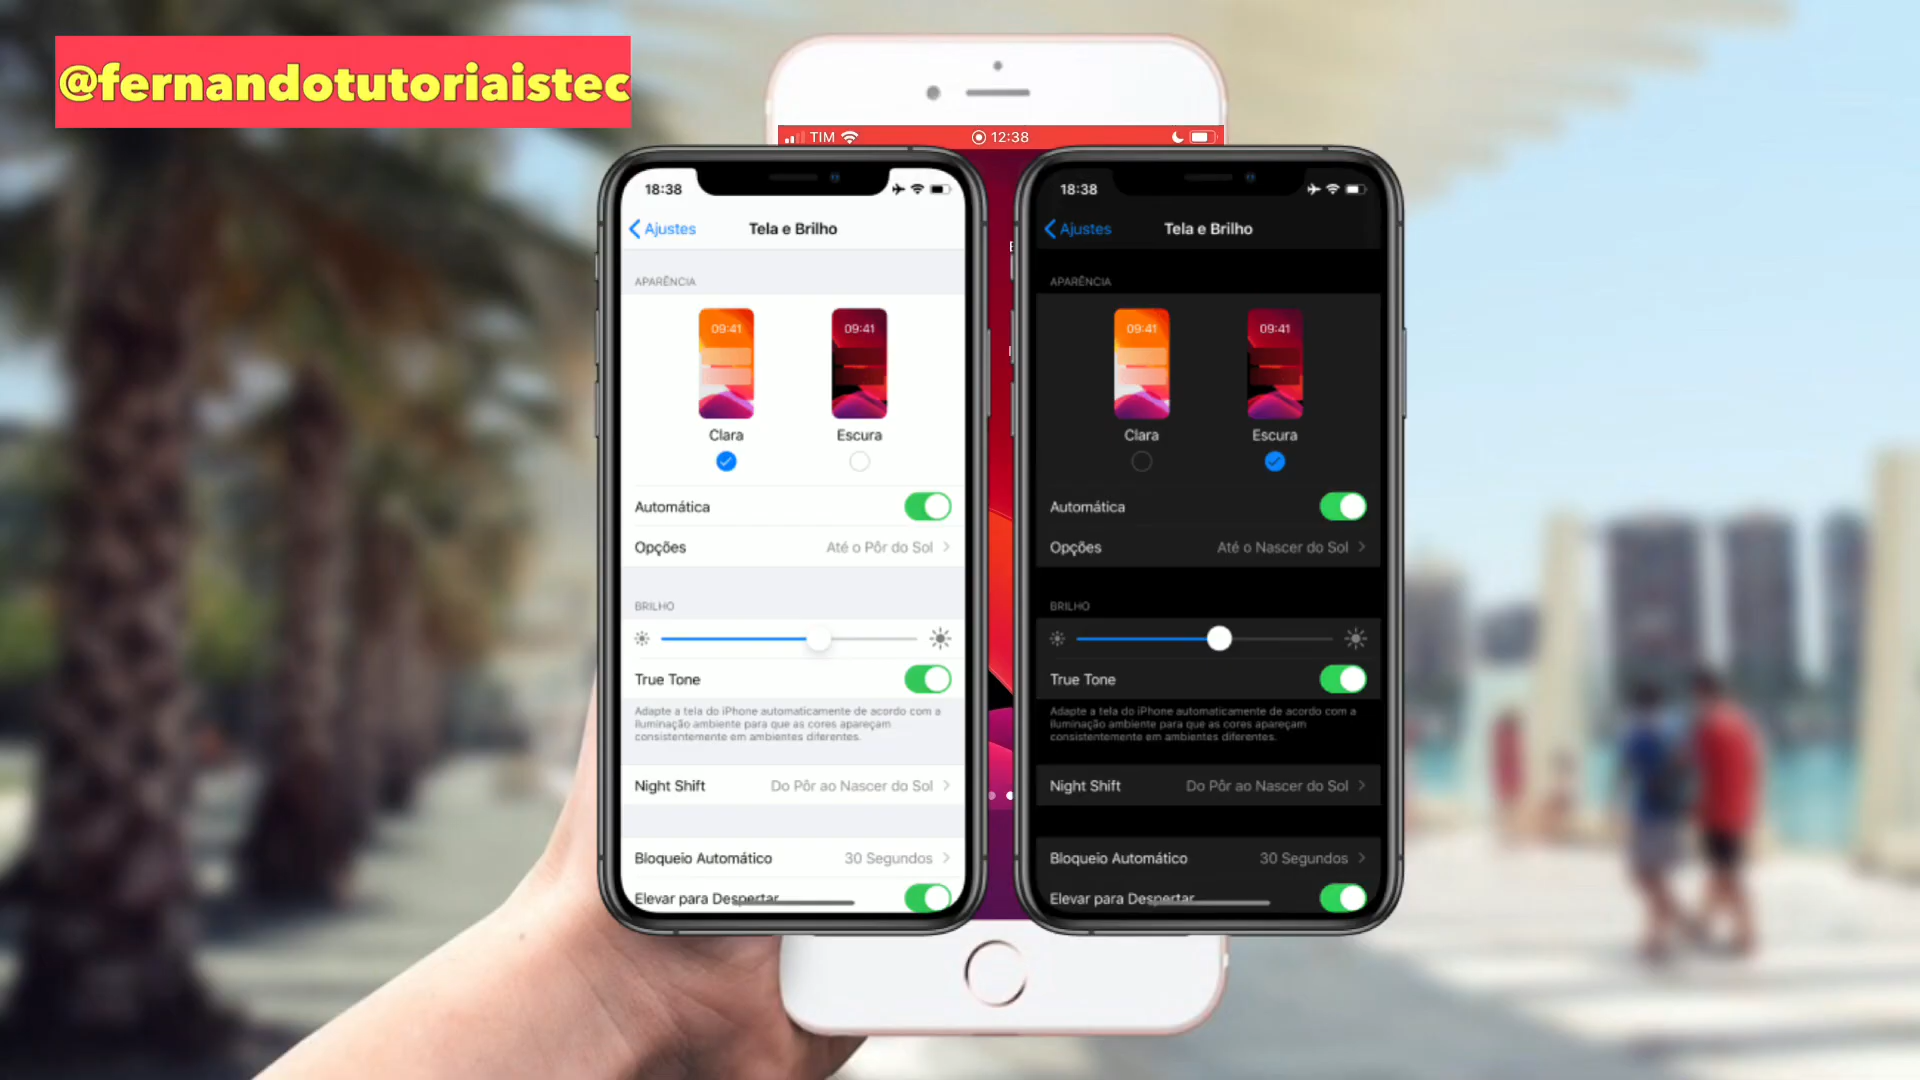 @fernandotutoriaistec
TIM 12:38
18:38
Ajustes Tela e Brilho
APARÊNCIA
09:41 09:41
Clara Escura
Automática
Opções Até o Pôr do Sol
BRILHO
True Tone
Adapte a tela do iPhone automaticamente de acordo com a
iluminação ambiente para que as cores apareçam
consistentemente em ambientes diferentes.
Night Shift Do Pôr ao Nascer do Sol
Bloqueio Automático 30 Segundos
Elevar para Despertar
18:38
Ajustes Tela e Brilho
APARÊNCIA
09:41 09:41
Clara Escura
Automática
Opções Até o Nascer do Sol
BRILHO
True Tone
Adapte a tela do iPhone automaticamente de acordo com a
iluminação ambiente para que as cores apareçam
consistentemente em ambientes diferentes.
Night Shift Do Pôr ao Nascer do Sol
Bloqueio Automático 30 Segundos
Elevar para Despertar